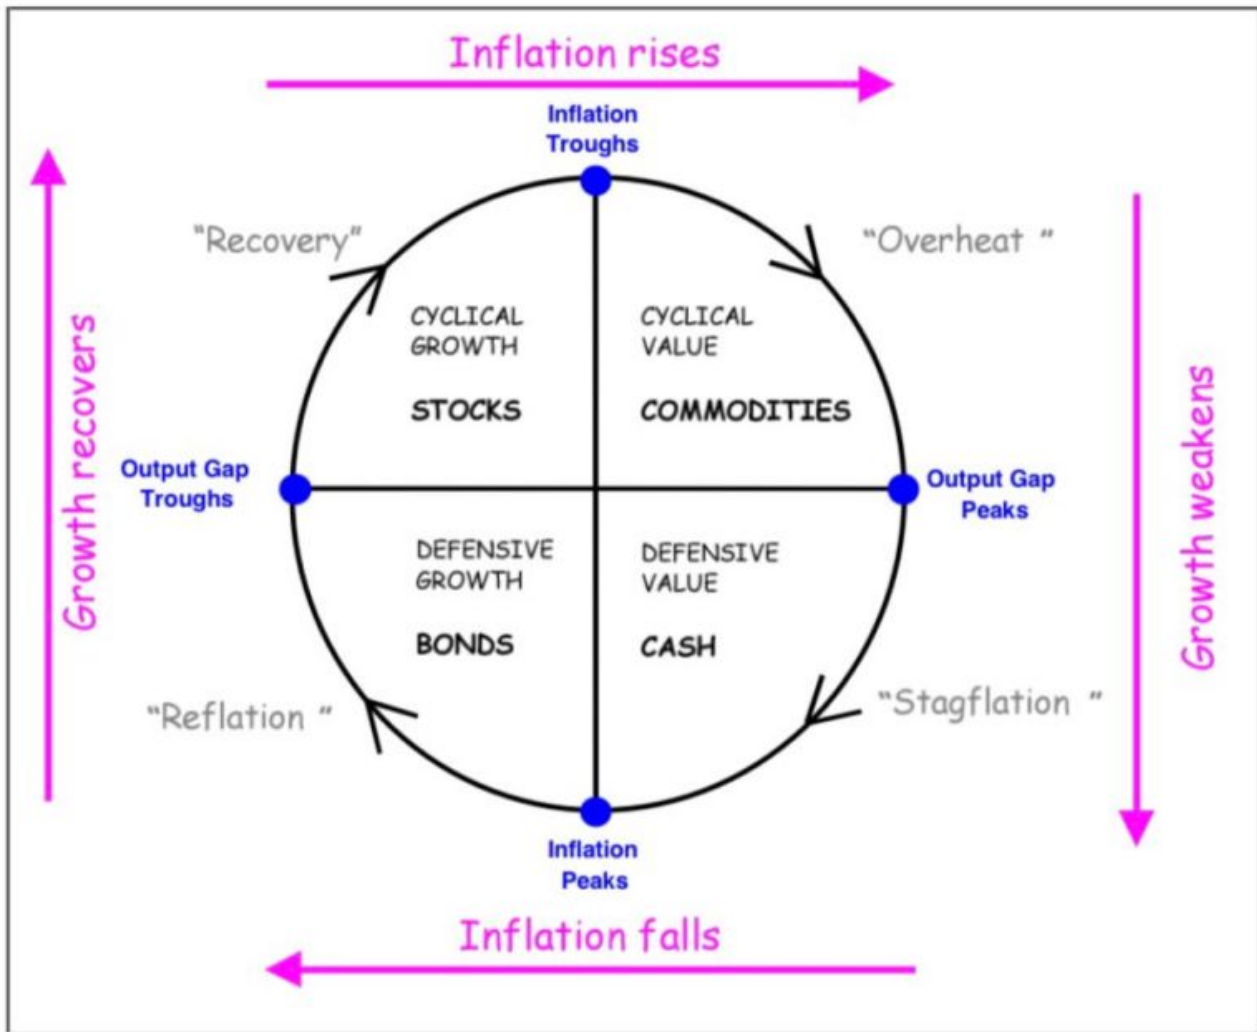 Inflation rises
Inflation
Troughs
“Recovery”
“Overheat ”
CYCLICAL
GROWTH
STOCKS
CYCLICAL
VALUE
COMMODITIES
Growth recovers
Growth weakens
Output Gap
Troughs
Output Gap
Peaks
DEFENSIVE
GROWTH
BONDS
DEFENSIVE
VALUE
CASH
“Reflation ”
“Stagflation ”
Inflation
Peaks
Inflation falls